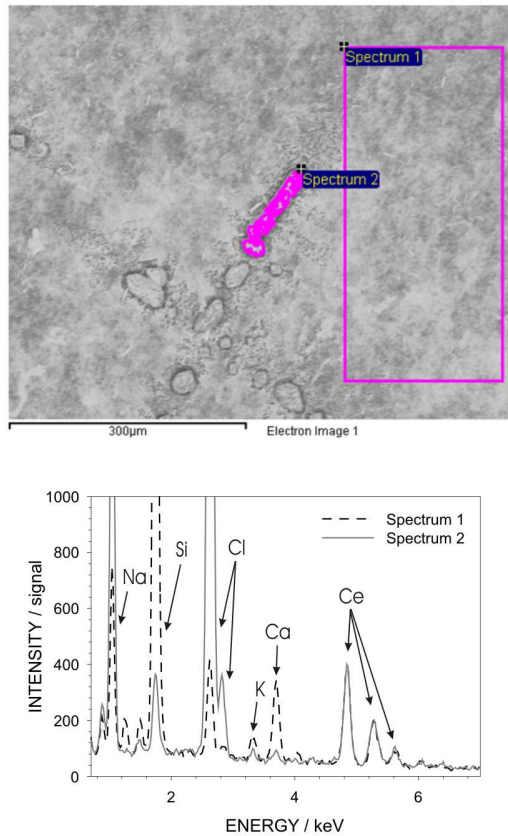 Spectrum 1
Spectrum 2
300µm
Electron Image 1
1000
800
600
400
200
0
INTENSITY / signal
Na
Si
Cl
K
Ca
Ce
Spectrum 1
Spectrum 2
2
4
6
ENERGY / keV